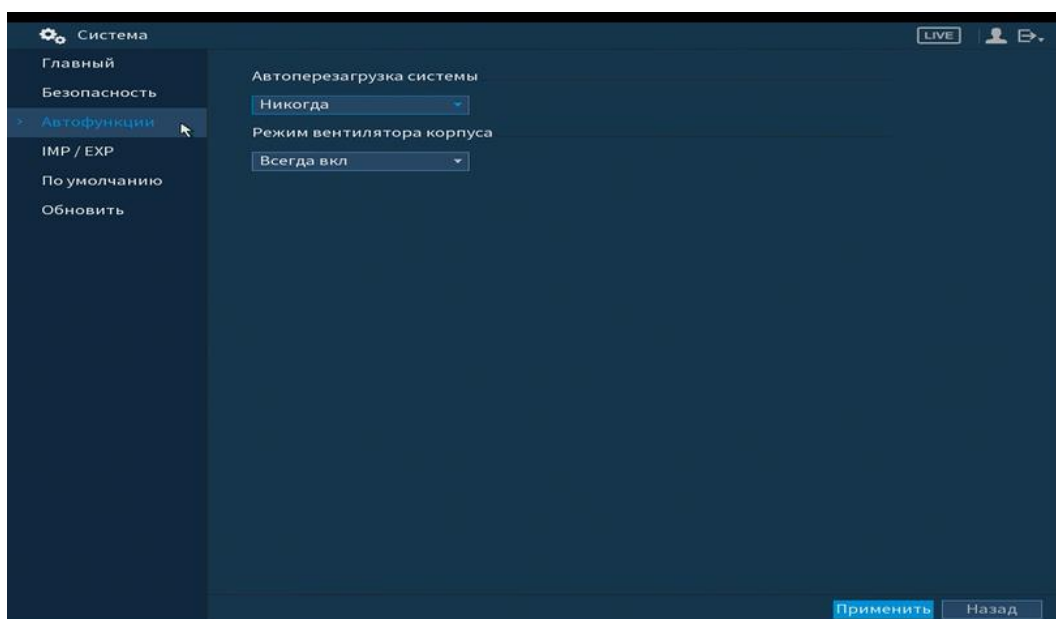 Система
LIVE
Главный
Безопасность
Автофункции
IMP / EXP
По умолчанию
Обновить
Автоперезагрузка системы
Никогда
Режим вентилятора корпуса
Всегда вкл
Применить
Назад